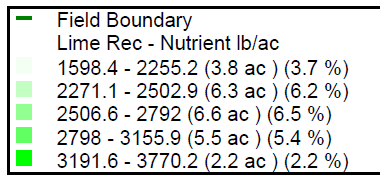 Field Boundary
Lime Rec - Nutrient lb/ac
1598.4 - 2255.2 (3.8 ac ) (3.7 %)
2271.1 - 2502.9 (6.3 ac ) (6.2 %)
2506.6 - 2792 (6.6 ac ) (6.5 %)
2798 - 3155.9 (5.5 ac ) (5.4 %)
3191.6 - 3770.2 (2.2 ac ) (2.2 %)